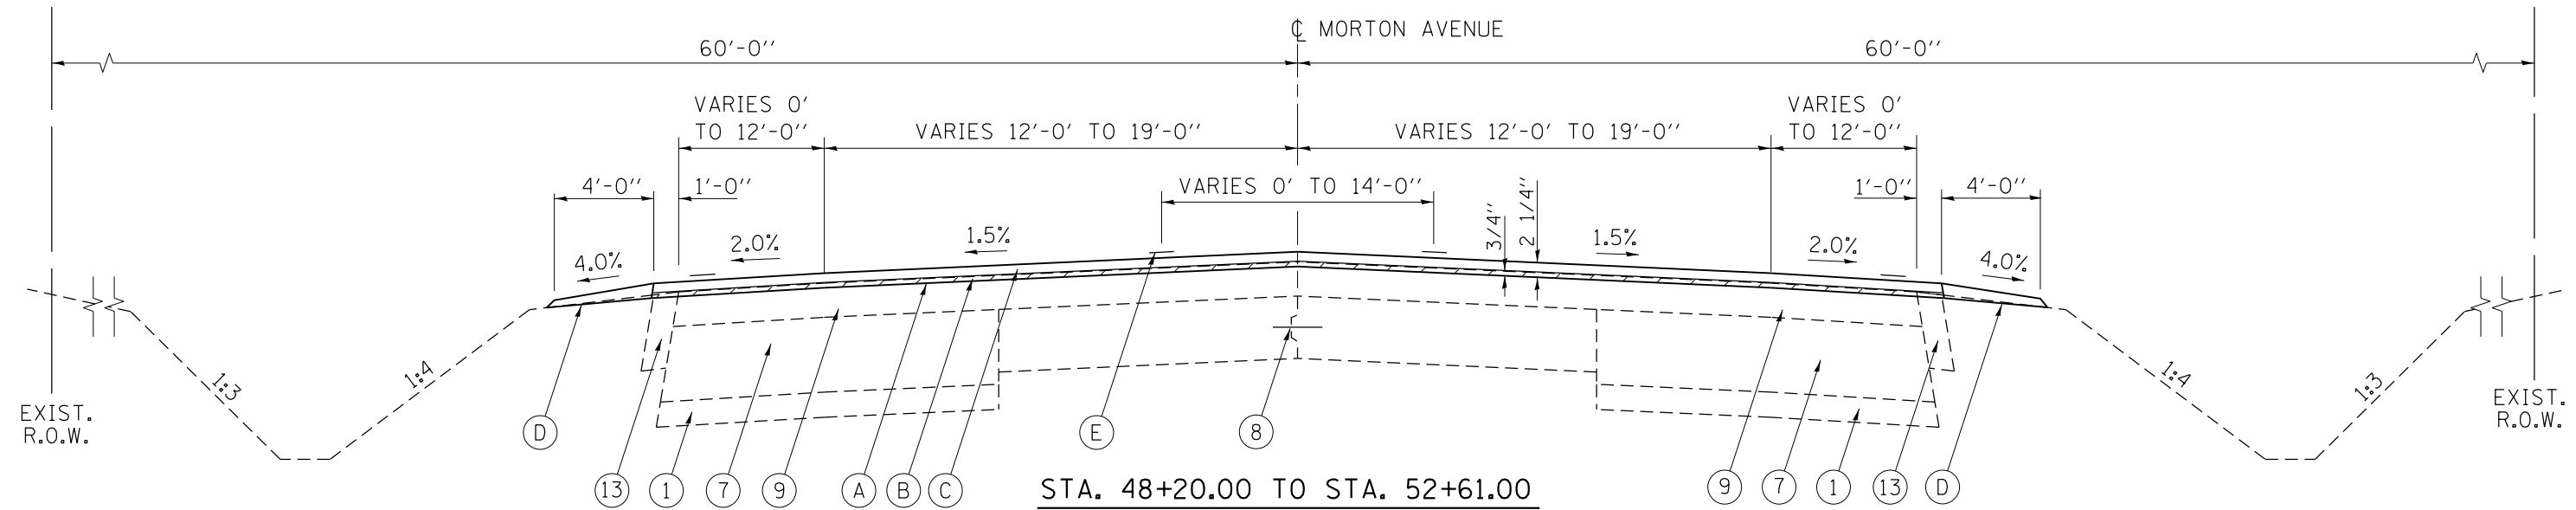 ℄ MORTON AVENUE
60'-0"
60'-0"
VARIES 0'
TO 12'-0"
VARIES 12'-0' TO 19'-0"
VARIES 12'-0' TO 19'-0"
VARIES 0'
TO 12'-0"
4'-0"
1'-0"
VARIES 0' TO 14'-0"
3/4"
2 1/4"
1'-0"
4'-0"
4.0%
2.0%
1.5%
1.5%
2.0%
4.0%
1:3
1:4
1:4
1:3
EXIST.
R.O.W.
EXIST.
R.O.W.
D
E
8
13
1
7
9
A
B
C
9
7
1
13
D
STA. 48+20.00 TO STA. 52+61.00